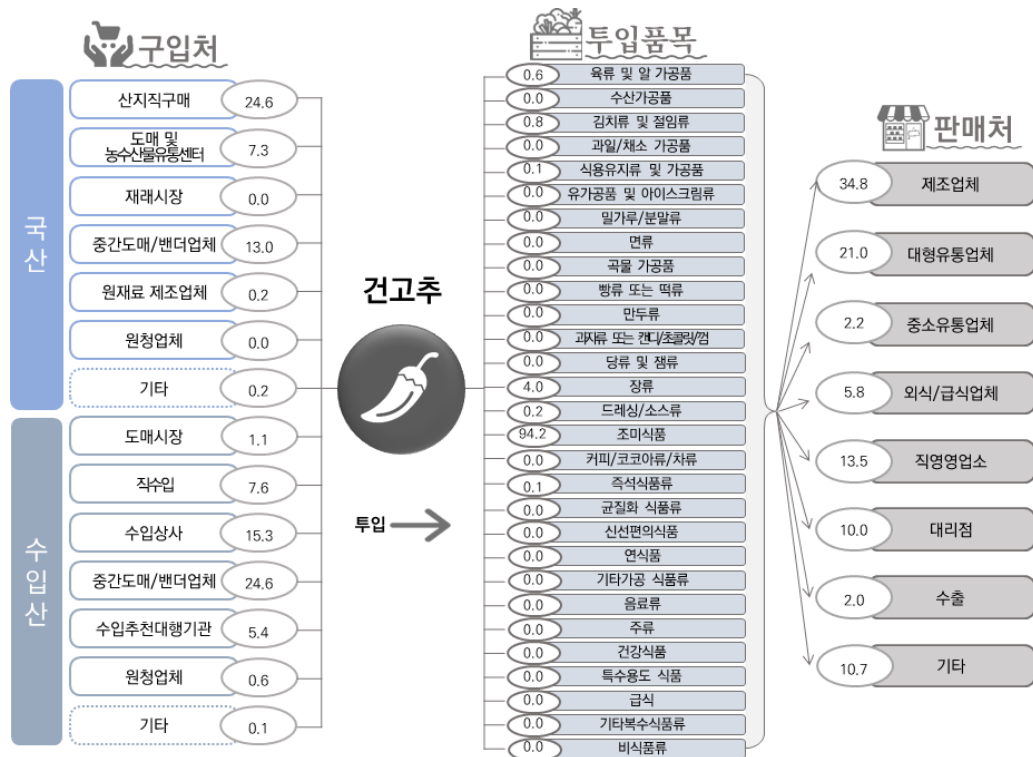 구입처
국산
산지직구매
24.6
도매 및
농수산물유통센터
7.3
재래시장
0.0
중간도매/밴더업체
13.0
원재료 제조업체
0.2
원청업체
0.0
기타
0.2
수입산
도매시장
1.1
직수입
7.6
수입상사
15.3
중간도매/밴더업체
24.6
수입추천대행기관
5.4
원청업체
0.6
기타
0.1
건고추
투입
투입품목
0.6 육류 및 알 가공품
0.0 수산가공품
0.8 김치류 및 절임류
0.0 과일/채소 가공품
0.1 식용유지류 및 가공품
0.0 유가공품 및 아이스크림류
0.0 밀가루/분말류
0.0 면류
0.0 곡물 가공품
0.0 빵류 또는 떡류
0.0 만두류
0.0 과자류 또는 캔디/초콜릿/껌
0.0 당류 및 잼류
4.0 장류
0.2 드레싱/소스류
94.2 조미식품
0.0 커피/코코아류/차류
0.1 즉석식품류
0.0 균질화 식품류
0.0 신선편의식품
0.0 연식품
0.0 기타가공 식품류
0.0 음료류
0.0 주류
0.0 건강식품
0.0 특수용도 식품
0.0 급식
0.0 기타복수식품류
0.0 비식품류
판매처
34.8 제조업체
21.0 대형유통업체
2.2 중소유통업체
5.8 외식/급식업체
13.5 직영영업소
10.0 대리점
2.0 수출
10.7 기타